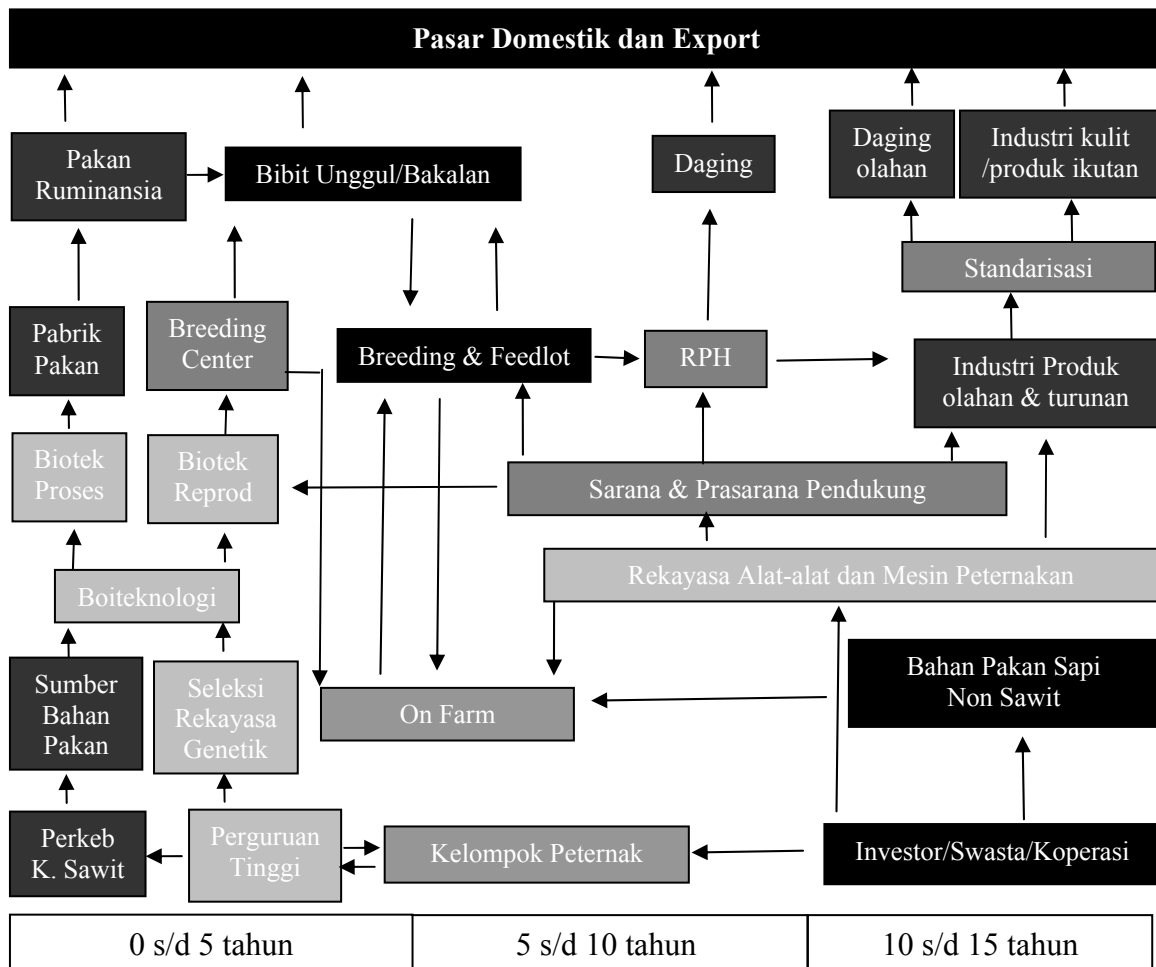 Pasar Domestik dan Export
Pakan
Ruminansia
Bibit Unggul/Bakalan
Daging
Daging
olahan
Industri kulit
/produk ikutan
Standarisasi
Pabrik
Pakan
Breeding
Center
Breeding & Feedlot
RPH
Industri Produk
olahan & turunan
Biotek
Proses
Biotek
Reprod
Sarana & Prasarana Pendukung
Rekayasa Alat-alat dan Mesin Peternakan
Boiteknologi
Sumber
Bahan
Pakan
Seleksi
Rekayasa
Genetik
On Farm
Bahan Pakan Sapi
Non Sawit
Perkeb
K. Sawit
Perguruan
Tinggi
Kelompok Peternak
Investor/Swasta/Koperasi
0 s/d 5 tahun
5 s/d 10 tahun
10 s/d 15 tahun